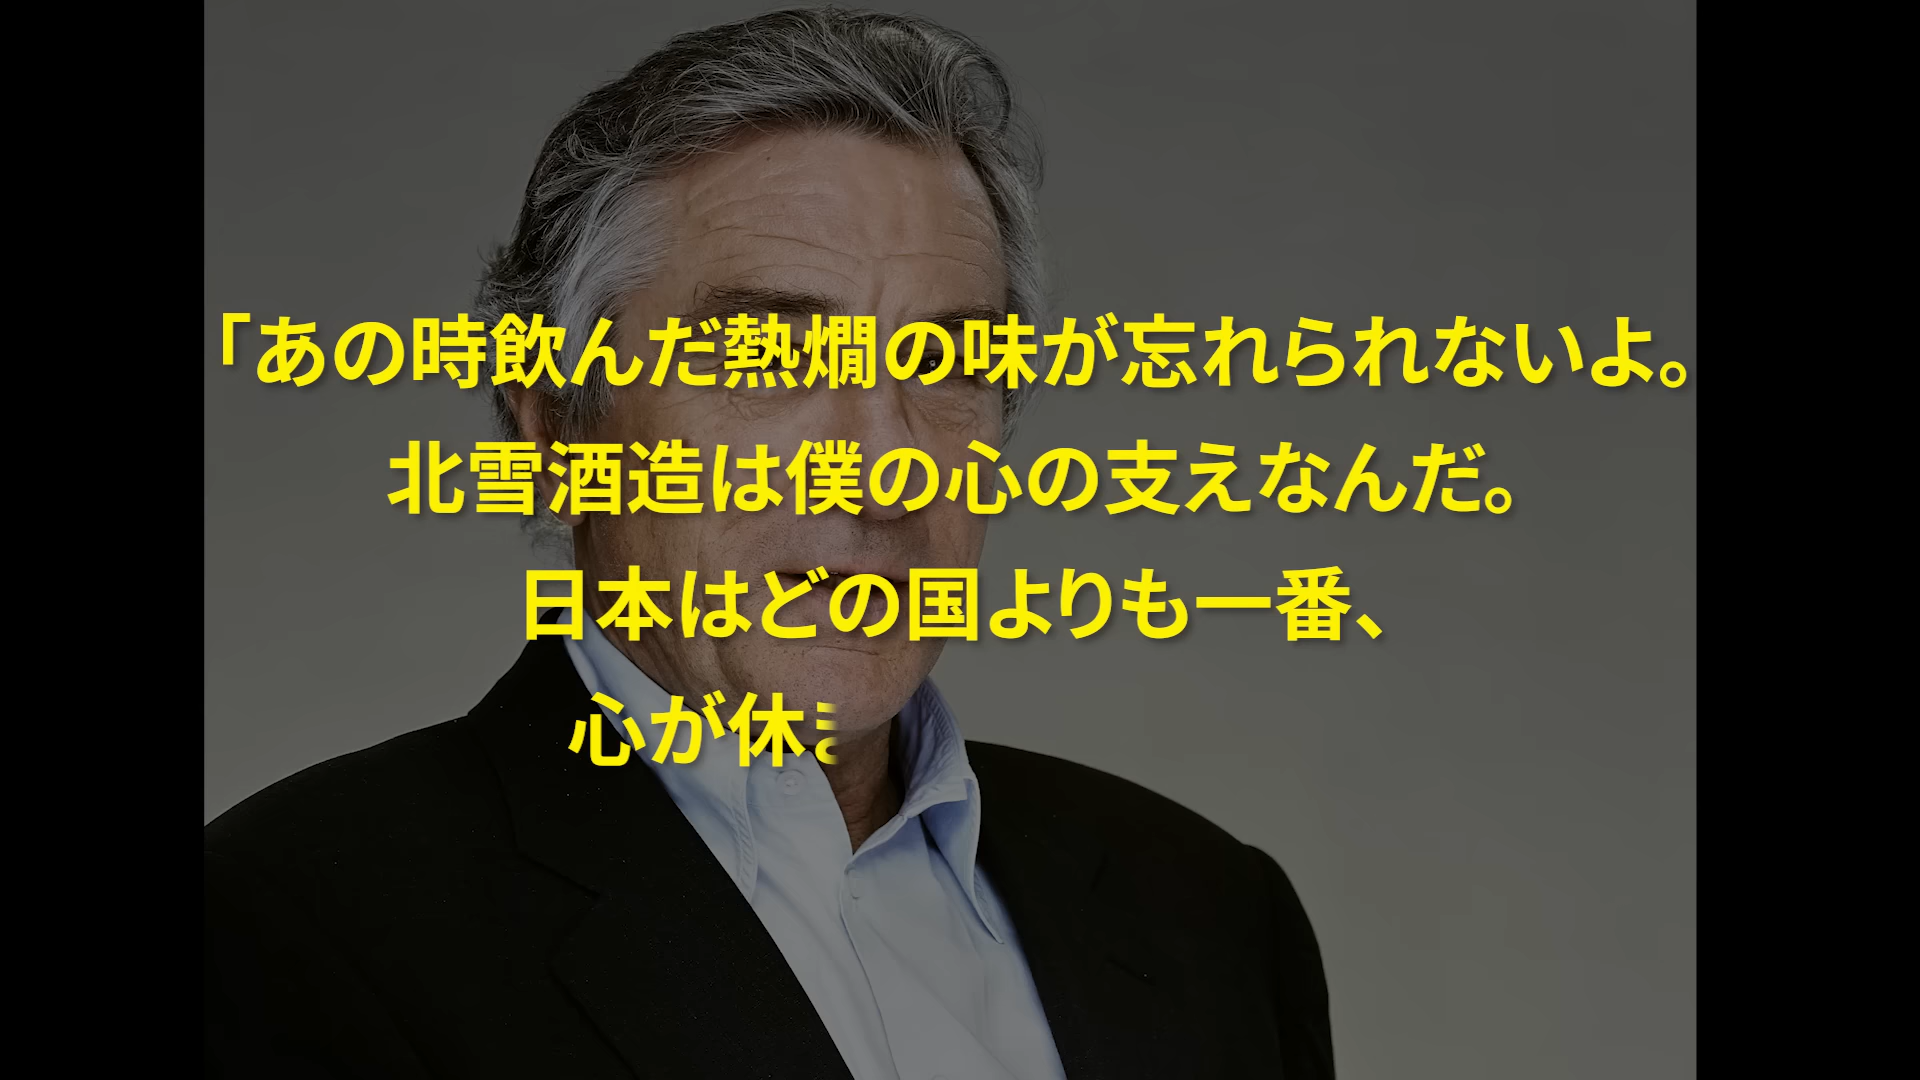 「あの時飲んだ熱燗の味が忘れられないよ。
北雪酒造は僕の心の支えなんだ。
日本はどの国よりも一番、
心が休ま